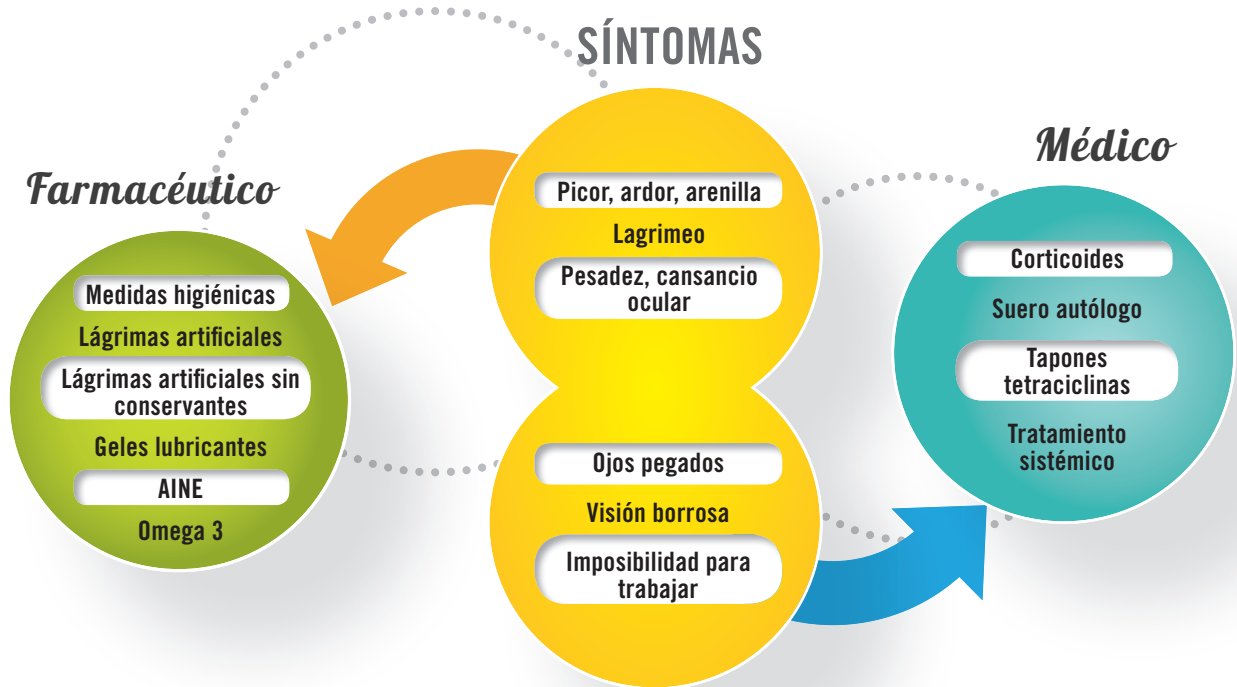 SÍNTOMAS
Farmacéutico
Medidas higiénicas
Lágrimas artificiales
Lágrimas artificiales sin
conservantes
Geles lubricantes
AINE
Omega 3
Picor, ardor, arenilla
Lagrimeo
Pesadez, cansancio
ocular
Ojos pegados
Visión borrosa
Imposibilidad para
trabajar
Médico
Corticoides
Suero autólogo
Tapones
tetraciclinas
Tratamiento
sistémico